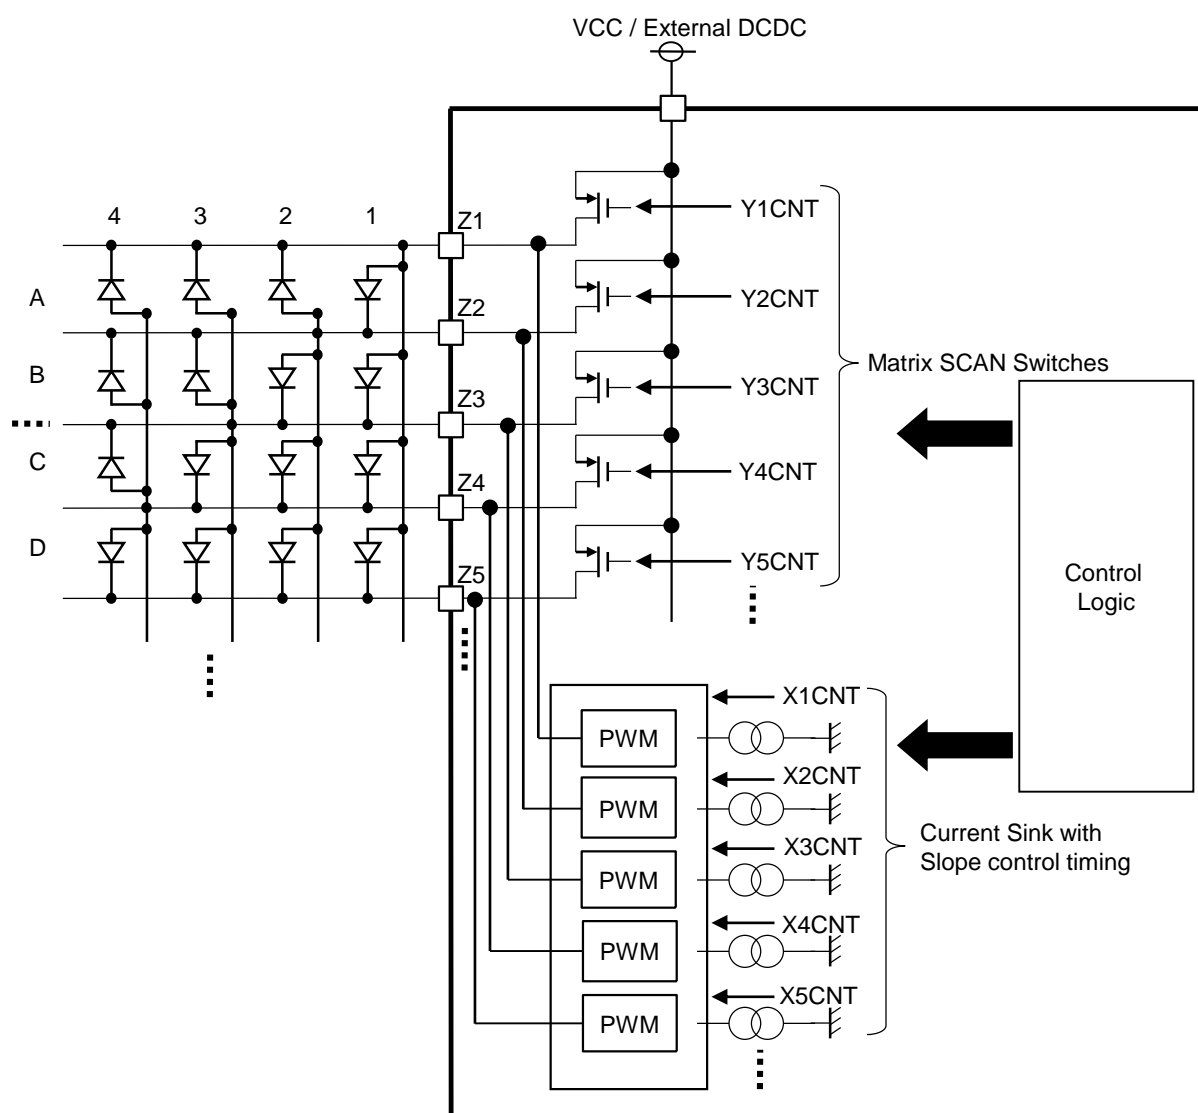 VCC / External DCDC
4 3 2 1
Z1
Y1CNT
A
Z2
Y2CNT
B
Z3
Y3CNT
Matrix SCAN Switches
C
Z4
Y4CNT
D
Z5
Y5CNT
Control
Logic
X1CNT
PWM
X2CNT
PWM
X3CNT
PWM
Current Sink with
Slope control timing
X4CNT
PWM
X5CNT
PWM